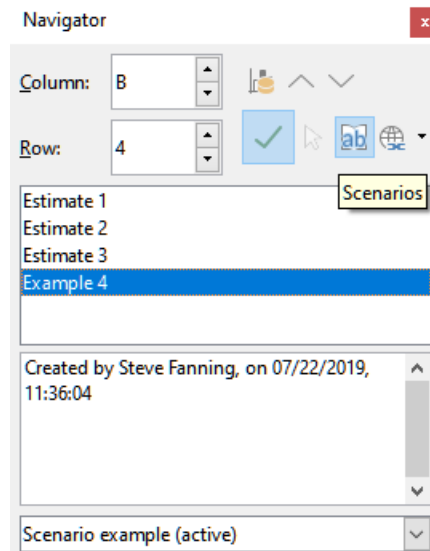 Navigator
x
Column: B
Row: 4
ab
Scenarios
Estimate 1
Estimate 2
Estimate 3
Example 4
Created by Steve Fanning, on 07/22/2019,
11:36:04
Scenario example (active)